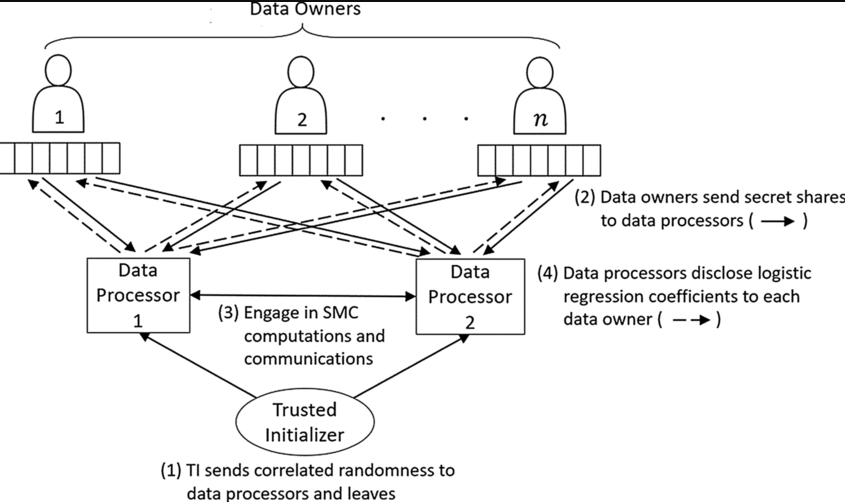 Data Owners
1
2
. . .
n
(2) Data owners send secret shares
to data processors ( → )
Data
Processor
1
Data
Processor
2
(4) Data processors disclose logistic
regression coefficients to each
data owner ( --→ )
(3) Engage in SMC
computations and
communications
Trusted
Initializer
(1) TI sends correlated randomness to
data processors and leaves